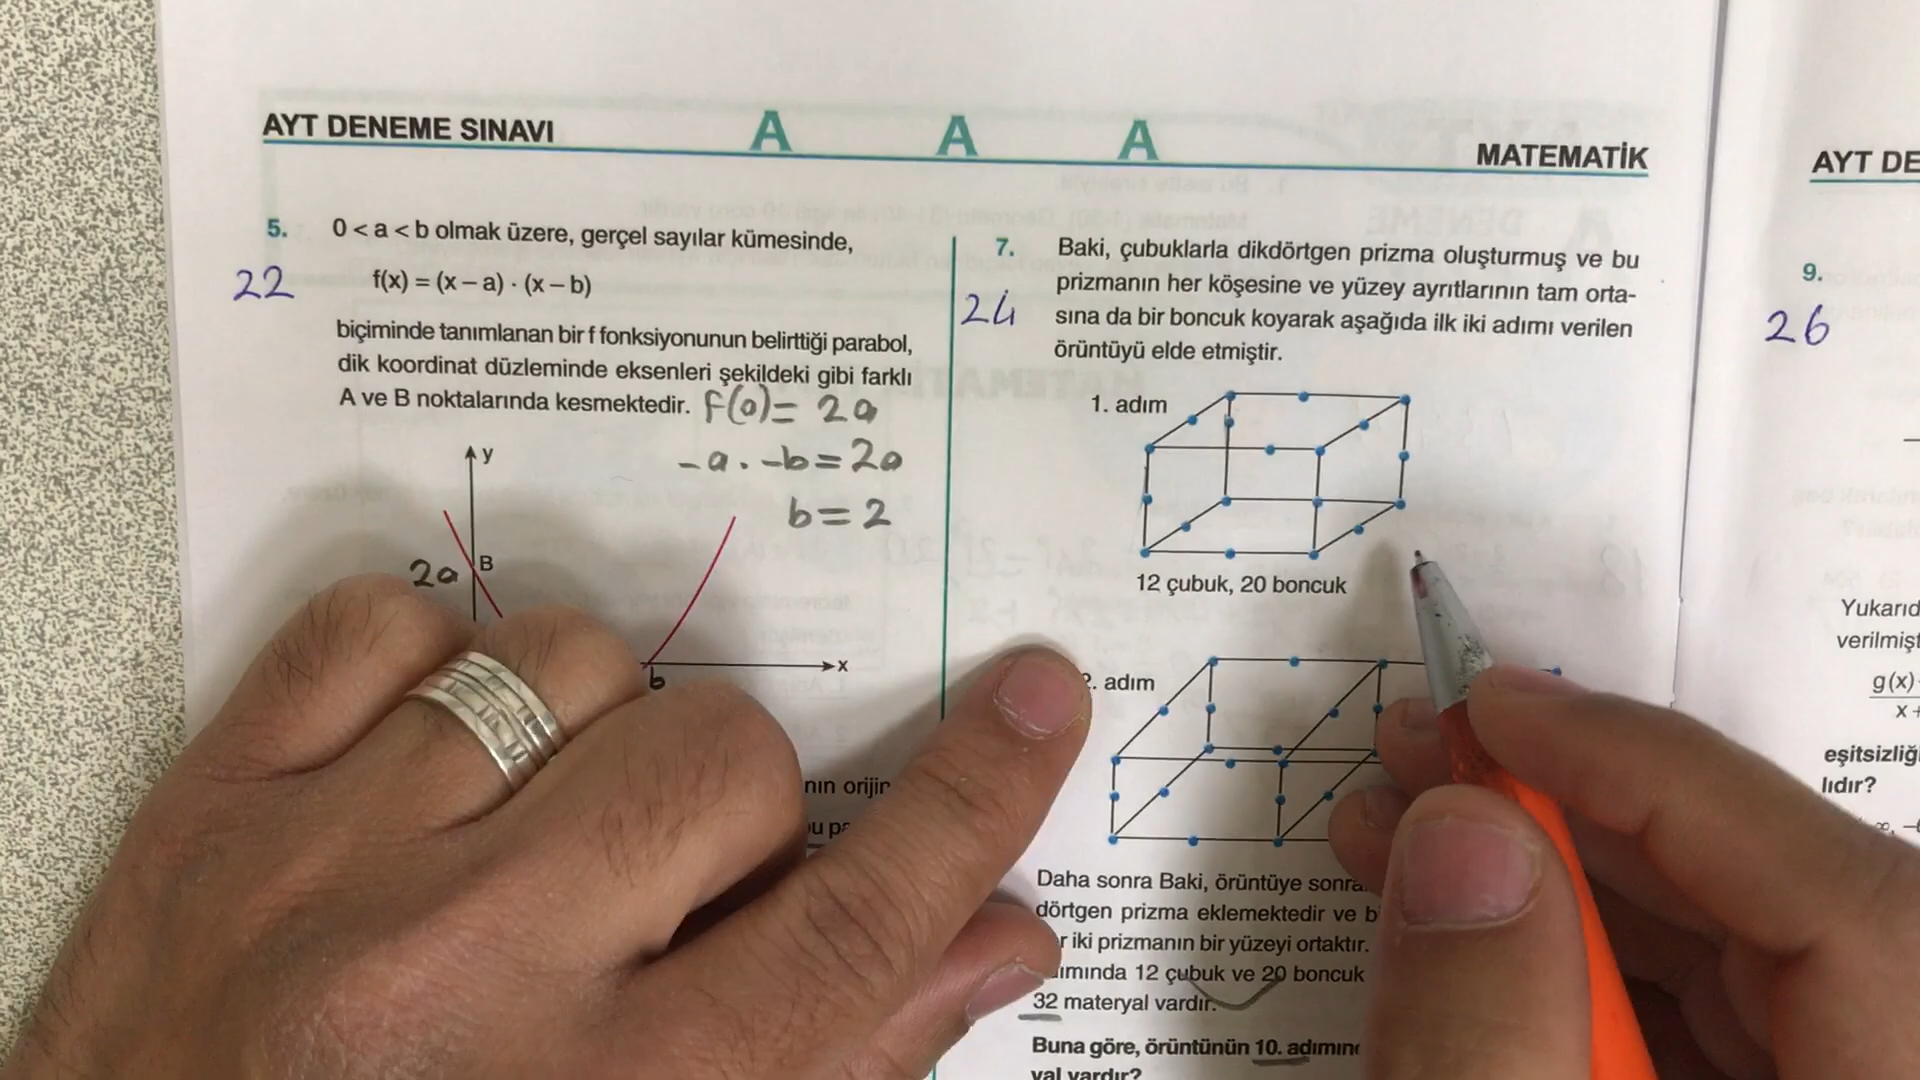 AYT DENEME SINAVI
A A A
MATEMATİK
5. 0 < a < b olmak üzere, gerçel sayılar kümesinde,
22
f(x) = (x – a) · (x – b)
biçiminde tanımlanan bir f fonksiyonunun belirttiği parabol,
dik koordinat düzleminde eksenleri şekildeki gibi farklı
A ve B noktalarında kesmektedir.
f(0) = 2a
-a . -b = 2a
b = 2
y
B
2a
x
b
nın orijin
7. Baki, çubuklarla dikdörtgen prizma oluşturmuş ve bu
24
prizmanın her köşesine ve yüzey ayrıtlarının tam orta-
sına da bir boncuk koyarak aşağıda ilk iki adımı verilen
örüntüyü elde etmiştir.
1. adım
12 çubuk, 20 boncuk
adım
Daha sonra Baki, örüntüye
dörtgen prizma eklemektedir ve
iki prizmanın bir yüzeyi ortaktır.
12 çubuk ve 20 boncuk
32 materyal vardır.
Buna göre, örüntünün 10.
val vardır?
AYT DE
9.
26
Yukarıd
verilmişt
g(x)
x +
eşitsizliğ
lıdır?